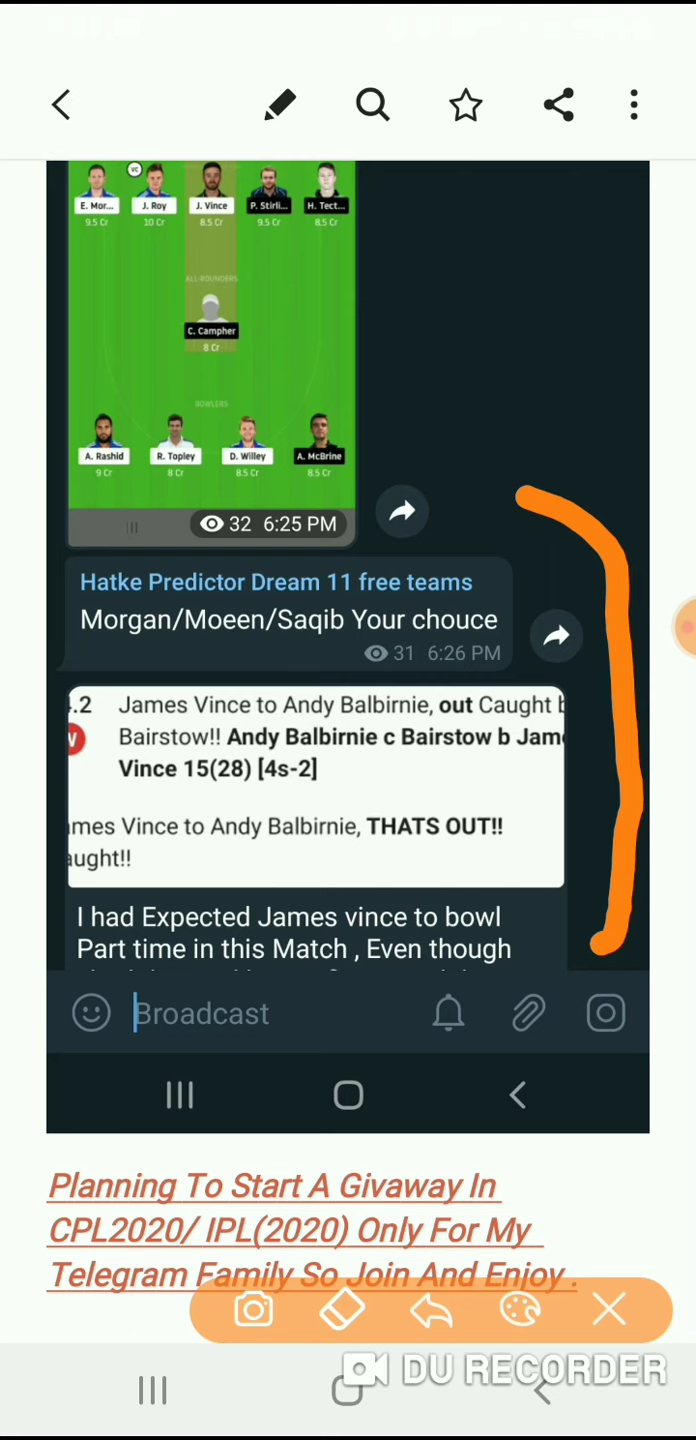 VC
E. Mor...
J. Roy
J. Vince
P. Stirli...
H. Tect...
9.5 Cr
10 Cr
8.5 Cr
9.5 Cr
8.5 Cr
ALL-ROUNDERS
C. Campher
8 Cr
BOWLERS
A. Rashid
R. Topley
D. Willey
A. McBrine
9 Cr
8 Cr
8.5 Cr
8.5 Cr
32 6:25 PM
Hatke Predictor Dream 11 free teams
Morgan/Moeen/Saqib Your chouce
31 6:26 PM
.2 James Vince to Andy Balbirnie, out Caught b
Bairstow!! Andy Balbirnie c Bairstow b Jam
Vince 15(28) [4s-2]
mes Vince to Andy Balbirnie, THATS OUT!!
aught!!
I had Expected James vince to bowl
Part time in this Match , Even though
Broadcast
Planning To Start A Givaway In
CPL2020/ IPL(2020) Only For My
Telegram Family So Join And Enjoy .
DU RECORDER